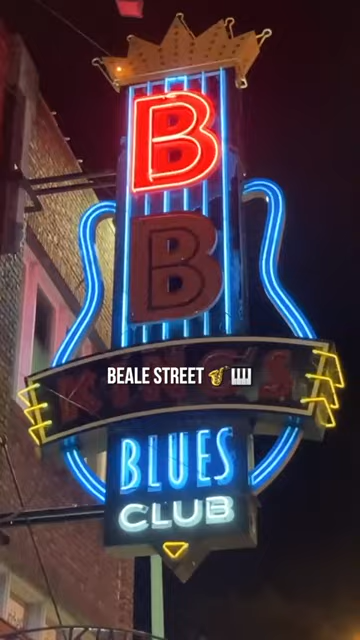 B
B
KING'S
BEALE STREET 🎷 🎹
BLUES
CLUB